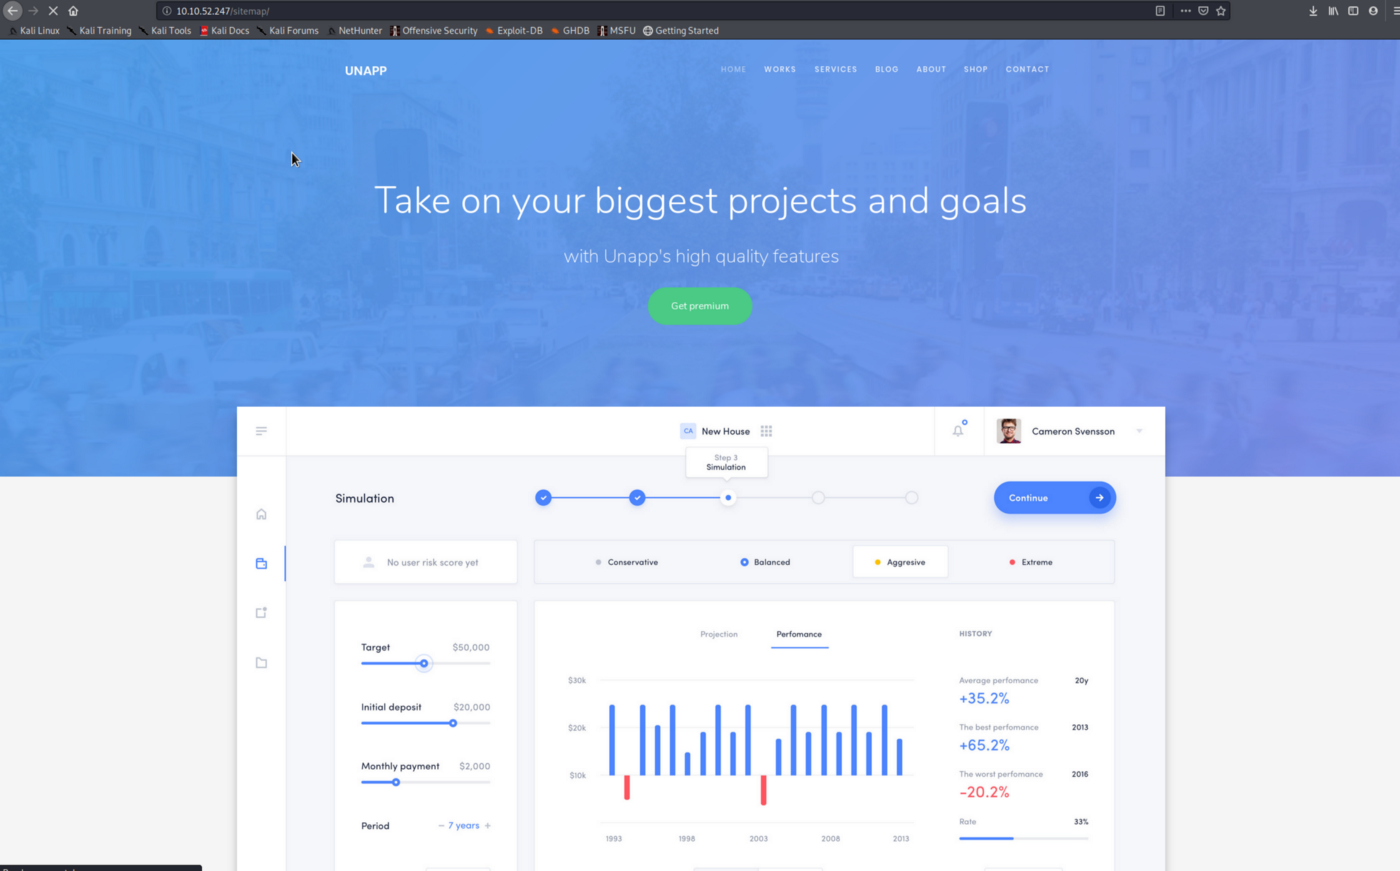 10.10.52.247/sitemap/
Kali Linux Kali Training Kali Tools Kali Docs Kali Forums NetHunter Offensive Security Exploit-DB GHDB MSFU Getting Started
UNAPP
HOME WORKS SERVICES BLOG ABOUT SHOP CONTACT
Take on your biggest projects and goals
with Unapp's high quality features
Get premium
CA New House
Cameron Svensson
Step 3
Simulation
Simulation
Continue
No user risk score yet
Conservative Balanced Aggresive Extreme
Target $50,000
Initial deposit $20,000
Monthly payment $2,000
Period − 7 years +
Projection Perfomance
$30k
$20k
$10k
1993 1998 2003 2008 2013
HISTORY
Average perfomance 20y
+35.2%
The best perfomance 2013
+65.2%
The worst perfomance 2016
-20.2%
Rate 33%